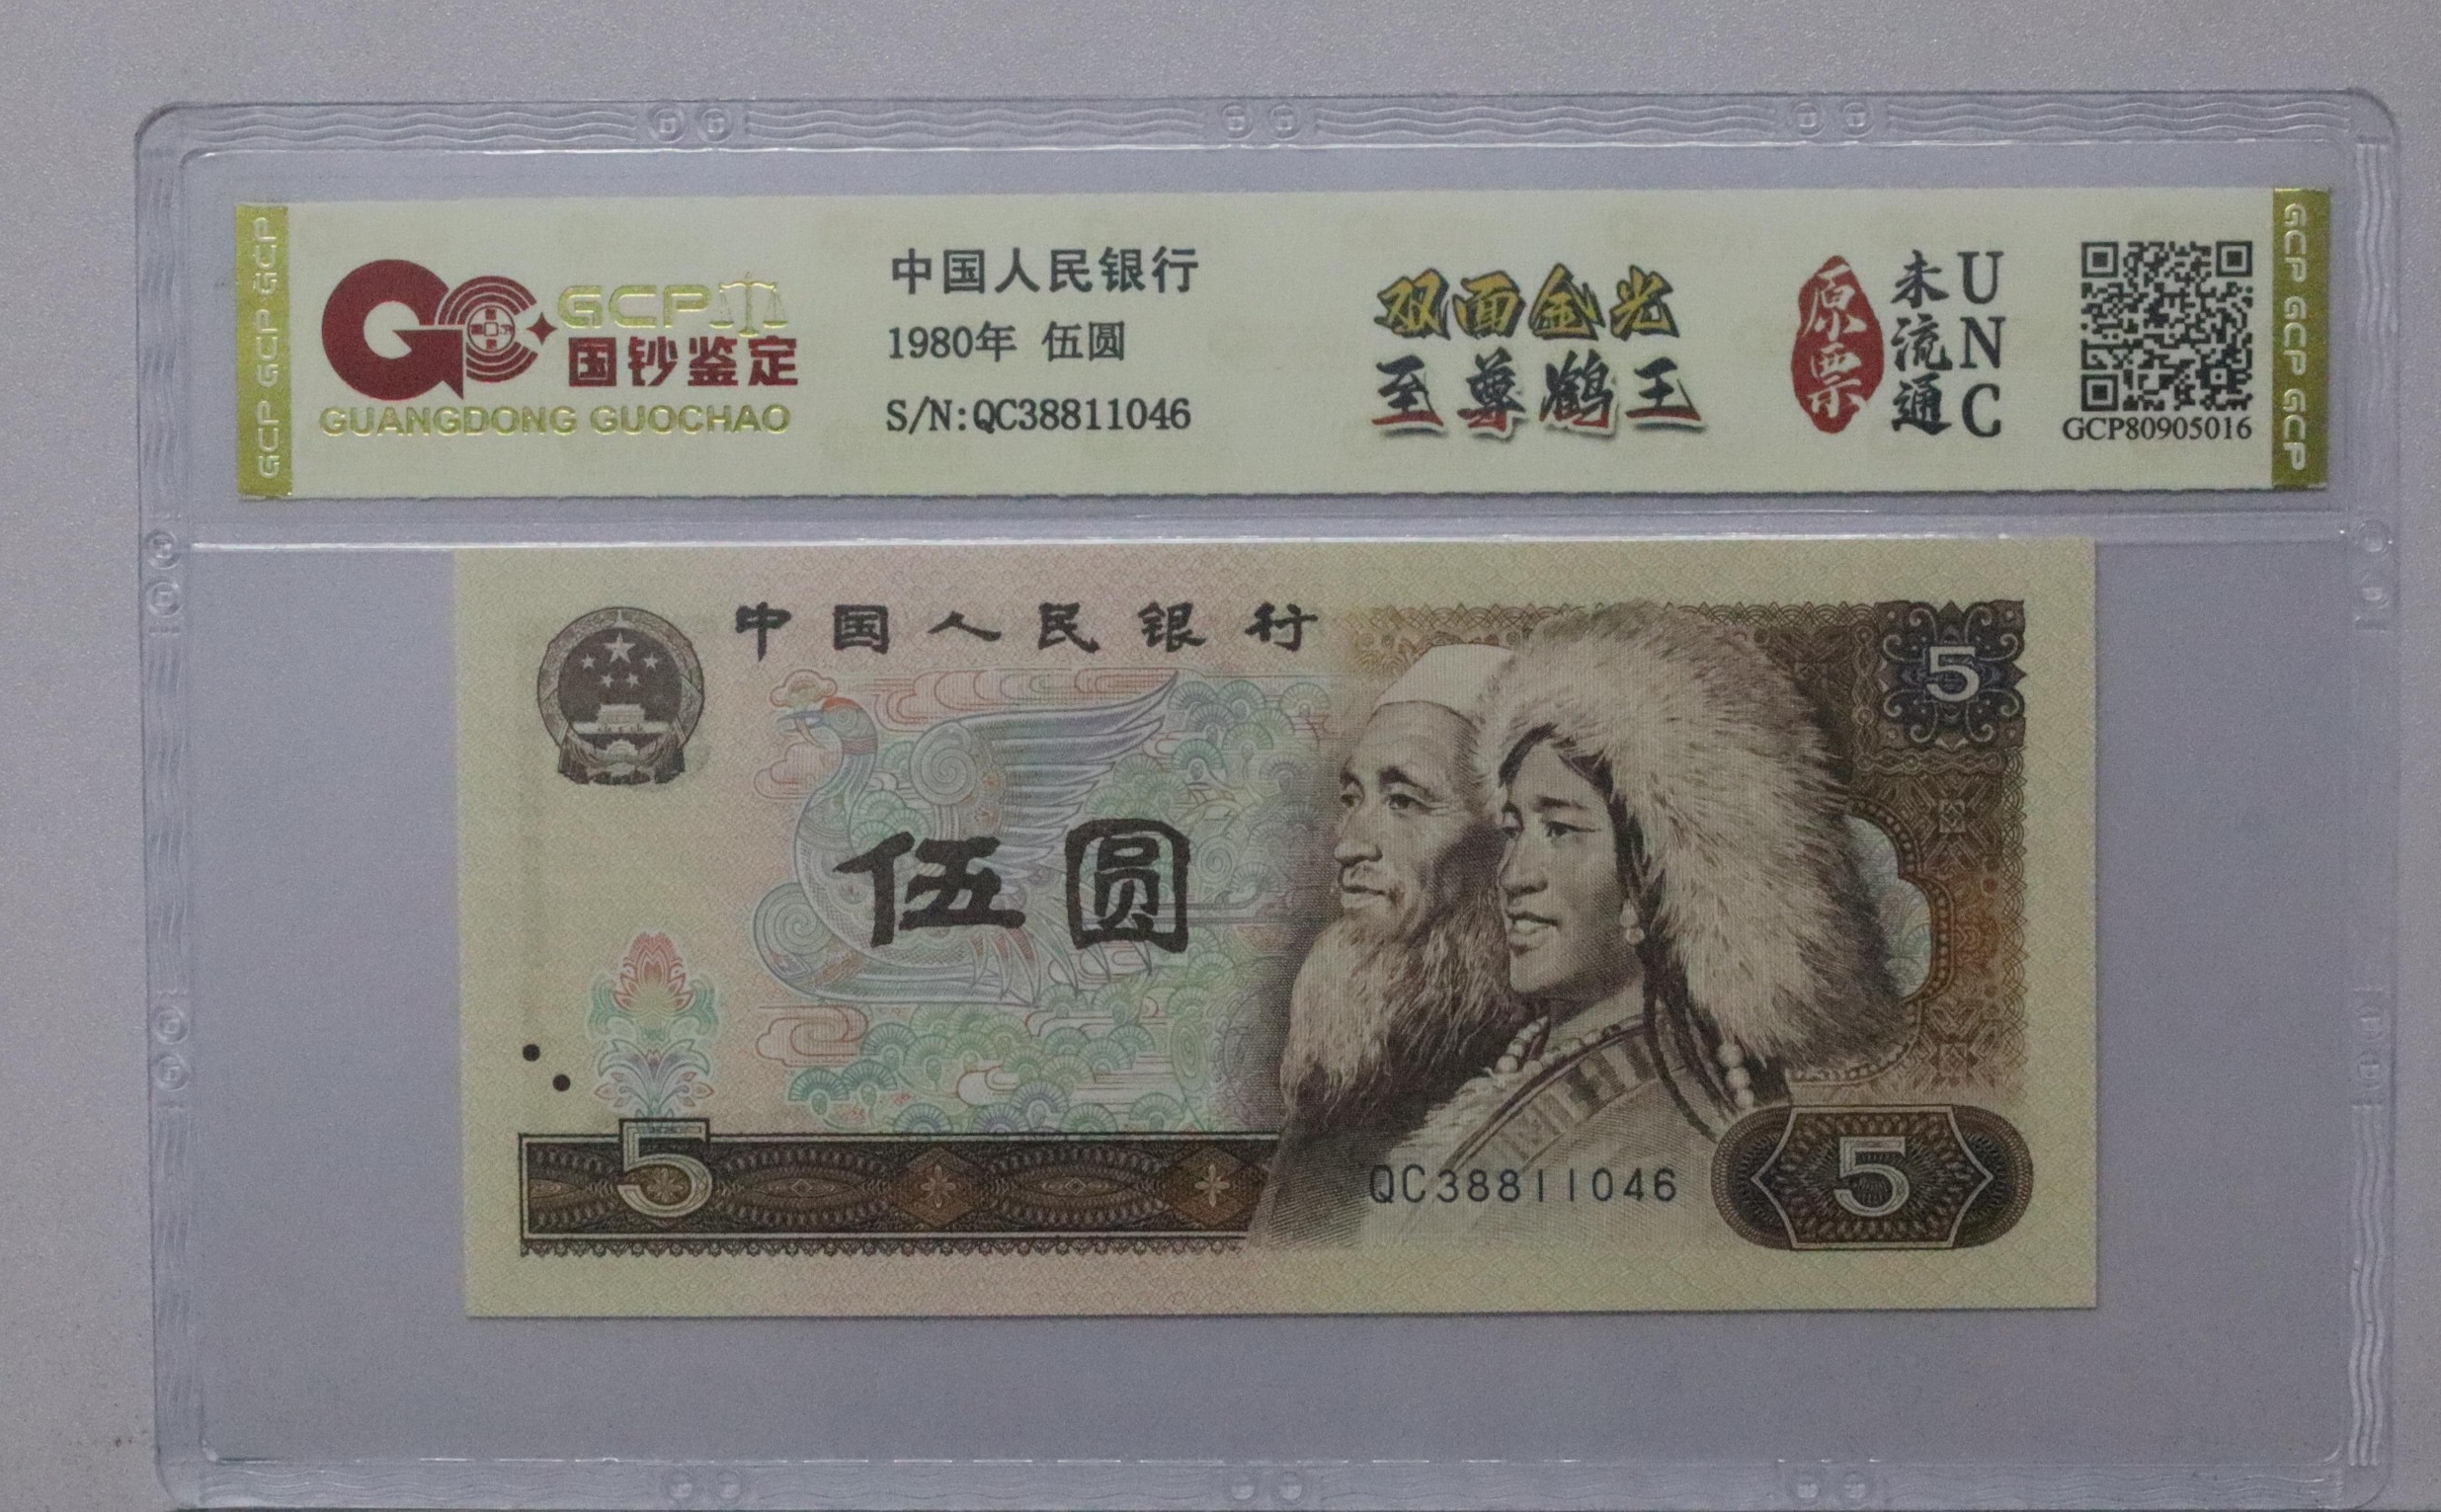 GCP
国钞鉴定
GUANGDONG GUOCHAO
中国人民银行
1980年 伍圆
S/N:QC38811046
双面金光
至尊鹤王
原票
未流通
UNC
GCP80905016
GCP GCP GCP
GCP GCP GCP
中国人民银行
5
伍圆
5
QC38811046
5